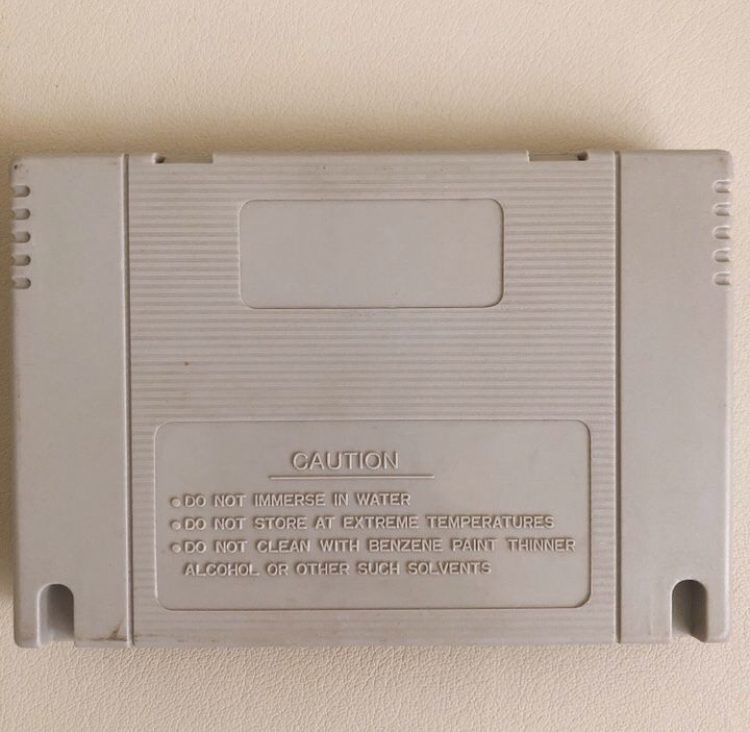 CAUTION
•DO NOT IMMERSE IN WATER
•DO NOT STORE AT EXTREME TEMPERATURES
•DO NOT CLEAN WITH BENZENE PAINT THINNER
ALCOHOL OR OTHER SUCH SOLVENTS